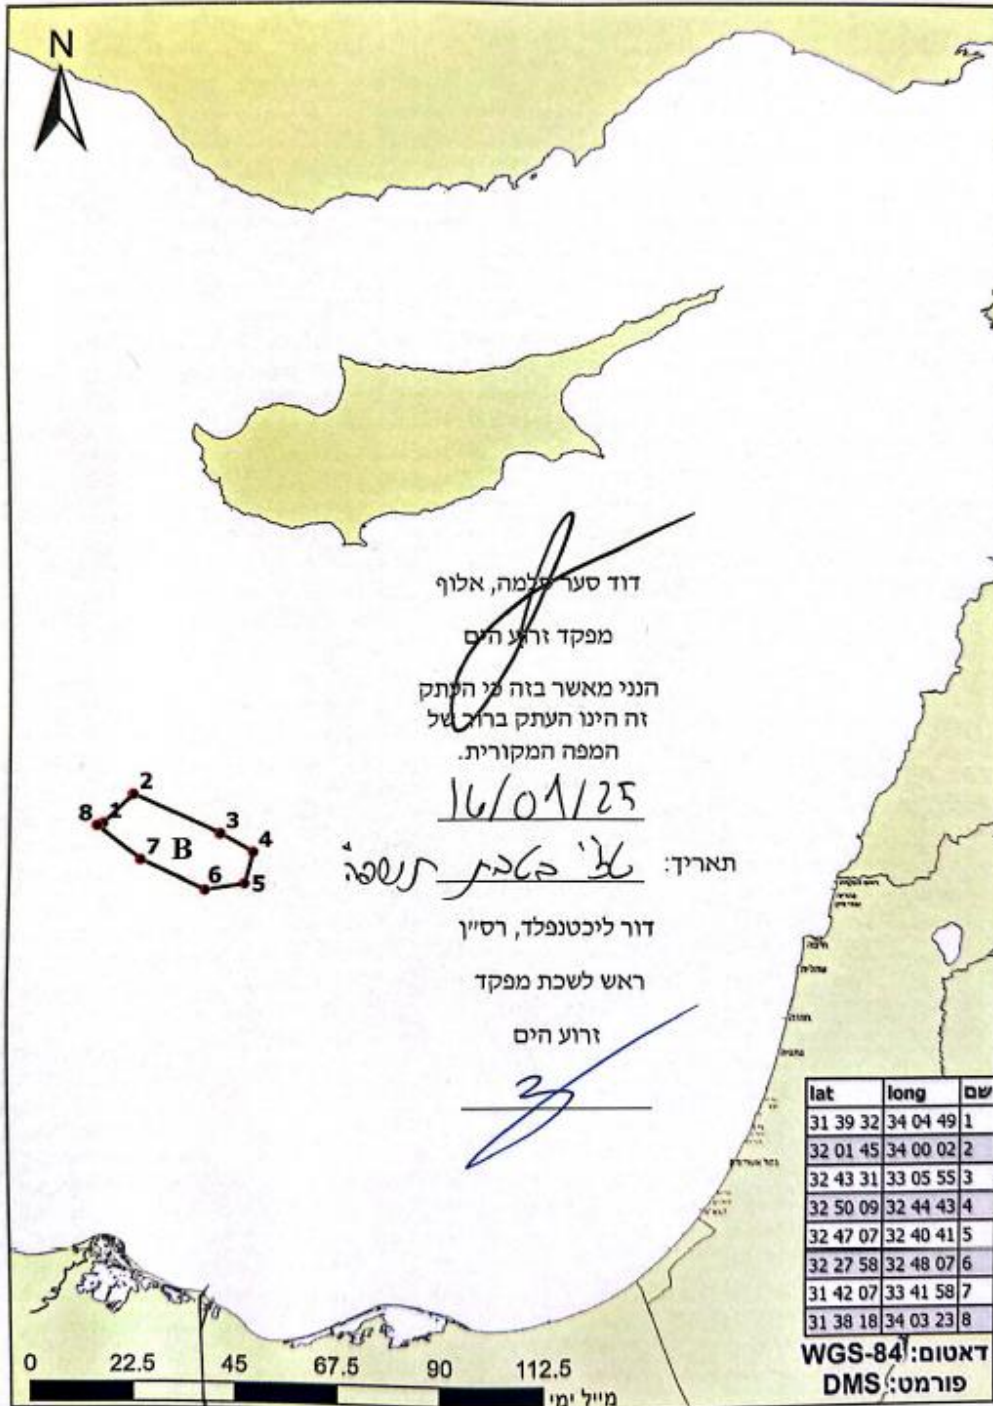 N
דוד סער סלמה, אלוף
מפקד זרוע הים
הנני מאשר בזה כי העתק
זה הינו העתק ברור של
המפה המקורית.
16/01/25
תאריך:
דור ליכטנפלד, רס"ן
ראש לשכת מפקד
זרוע הים
1
2
3
4
5
6
7
8
B
חיפה
עתלית
חדרה
נתניה
lat long שם
31 39 32 34 04 49 1
32 01 45 34 00 02 2
32 43 31 33 05 55 3
32 50 09 32 44 43 4
32 47 07 32 40 41 5
32 27 58 32 48 07 6
31 42 07 33 41 58 7
31 38 18 34 03 23 8
דאטום: WGS-84
פורמט: DMS
0 22.5 45 67.5 90 112.5
מייל ימי